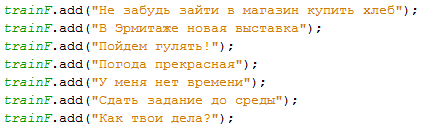 trainF.add("Не забудь зайти в магазин купить хлеб");
trainF.add("В Эрмитаже новая выставка");
trainF.add("Пойдем гулять!");
trainF.add("Погода прекрасная");
trainF.add("У меня нет времени");
trainF.add("Сдать задание до среды");
trainF.add("Как твои дела?");